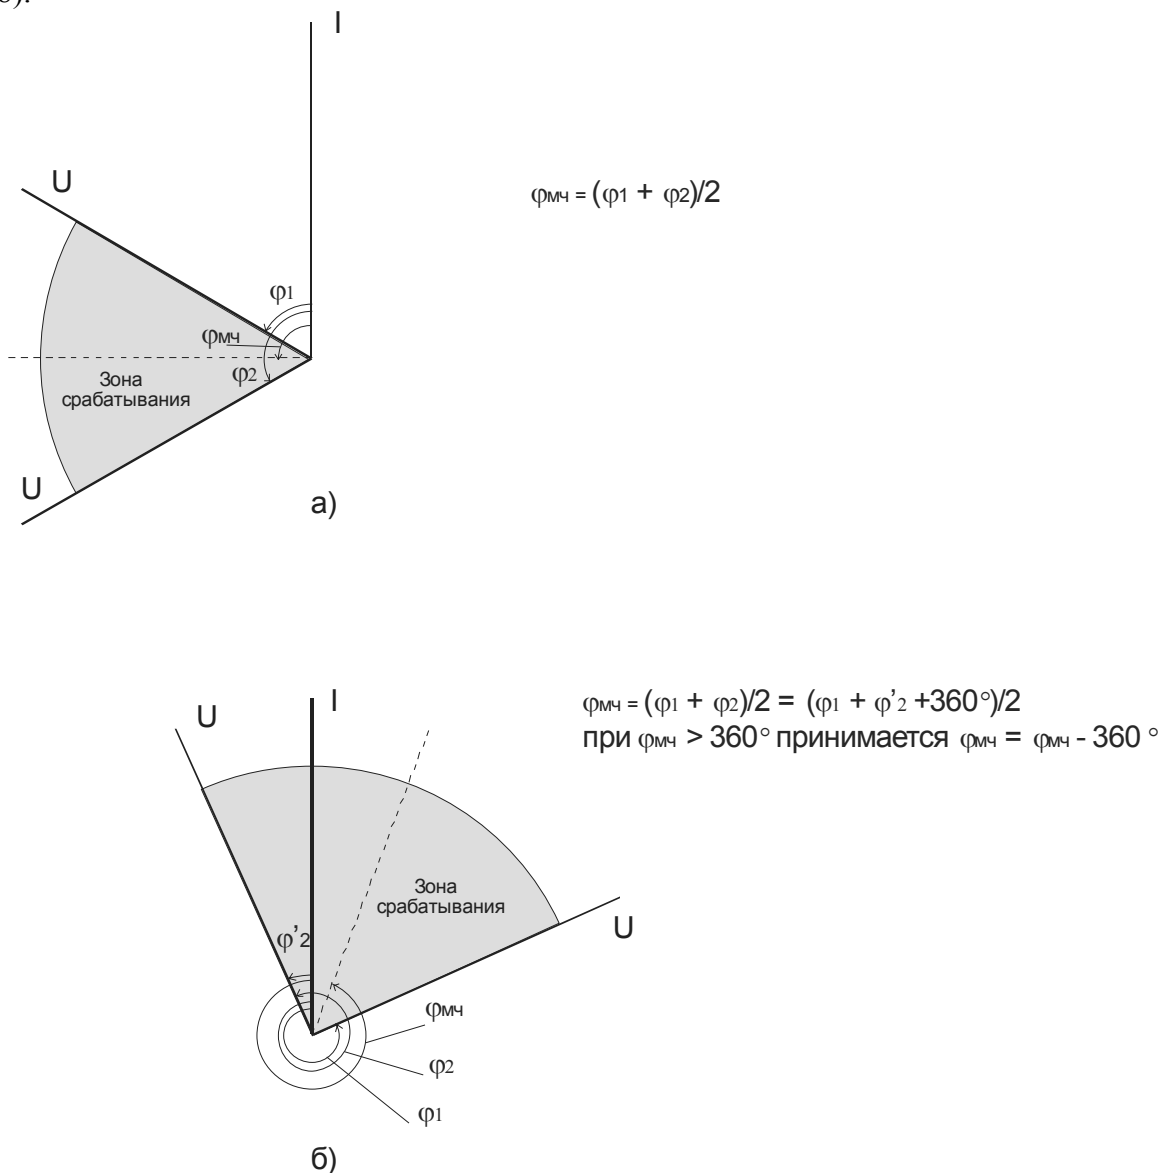 б).
I
U
φмч = (φ1 + φ2)/2
φ1
φмч
φ2
Зона
срабатывания
U
а)
U
I
φмч = (φ1 + φ2)/2 = (φ1 + φ’2 +360°)/2
при φмч > 360° принимается φмч = φмч - 360 °
Зона
срабатывания
U
φ’2
φмч
φ2
φ1
б)